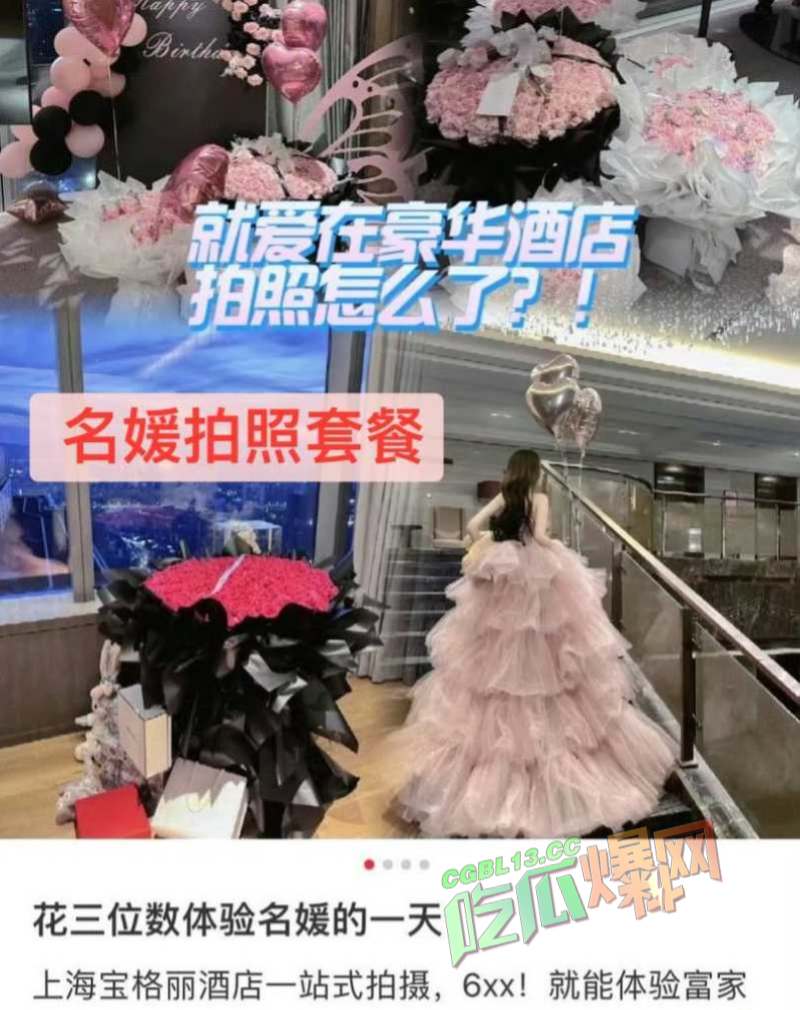 Happy
就爱在豪华酒店
拍照怎么了?！
名媛拍照套餐
CGBL13.CC
吃瓜爆网
花三位数体验名媛的一天
上海宝格丽酒店一站式拍摄，6xx！就能体验富家